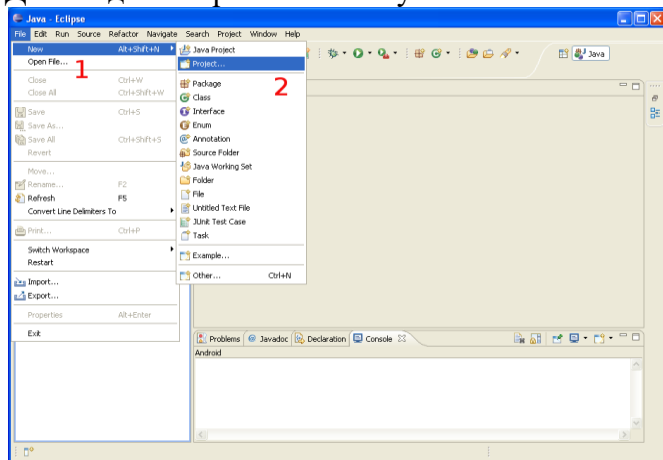 Java - Eclipse
File Edit Run Source Refactor Navigate Search Project Window Help
New Alt+Shift+N
Open File...
1
Close Ctrl+W
Close All Ctrl+Shift+W
Save Ctrl+S
Save As...
Save All Ctrl+Shift+S
Revert
Move...
Rename... F2
Refresh F5
Convert Line Delimiters To
Print... Ctrl+P
Switch Workspace
Restart
Import...
Export...
Properties Alt+Enter
Exit
Java Project
Project...
2
Package
Class
Interface
Enum
Annotation
Source Folder
Java Working Set
Folder
File
Untitled Text File
JUnit Test Case
Task
Example...
Other... Ctrl+N
Java
Problems Javadoc Declaration Console
Android